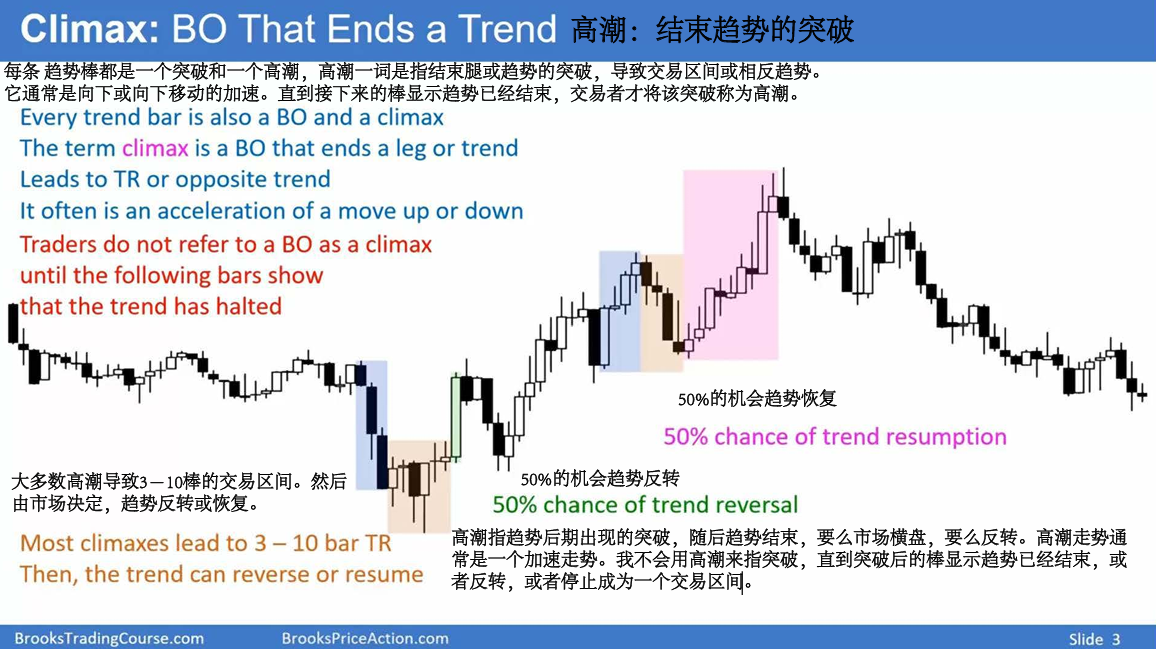 Climax: BO That Ends a Trend 高潮：结束趋势的突破
每条 趋势棒都是一个突破和一个高潮，高潮一词是指结束腿或趋势的突破，导致交易区间或相反趋势。
它通常是向下或向下移动的加速。直到接下来的棒显示趋势已经结束，交易者才将该突破称为高潮。
Every trend bar is also a BO and a climax
The term climax is a BO that ends a leg or trend
Leads to TR or opposite trend
It often is an acceleration of a move up or down
Traders do not refer to a BO as a climax
until the following bars show
that the trend has halted
50%的机会趋势恢复
50% chance of trend resumption
大多数高潮导致3－10棒的交易区间。然后
由市场决定，趋势反转或恢复。
50%的机会趋势反转
50% chance of trend reversal
Most climaxes lead to 3 – 10 bar TR
Then, the trend can reverse or resume
高潮指趋势后期出现的突破，随后趋势结束，要么市场横盘，要么反转。高潮走势通
常是一个加速走势。我不会用高潮来指突破，直到突破后的棒显示趋势已经结束，或
者反转，或者停止成为一个交易区间。
BrooksTradingCourse.com
BrooksPriceAction.com
Slide 3